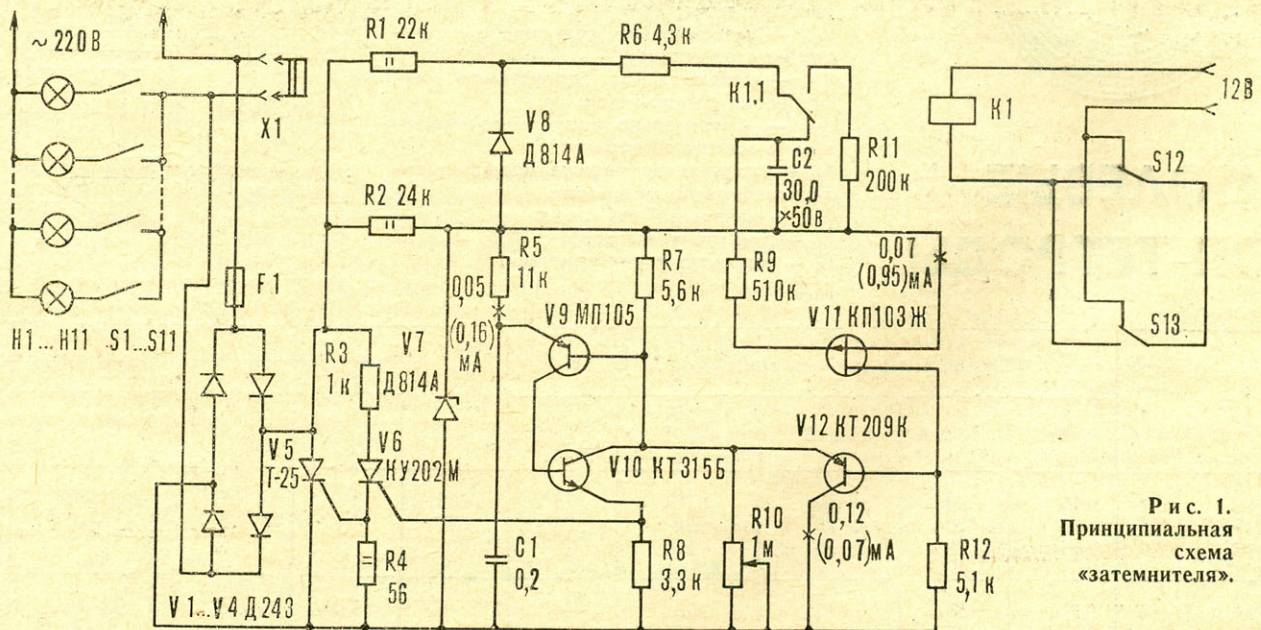 ~ 220В
H1...H11 S1...S11
X1
F1
V1...V4 Д243
R1 22к
R2 24к
R3
1к
V5
Т-25
V6
КУ202М
R4
56
V7
Д814А
V8
Д814А
R5
11к
0,05
(0,16)
мА
C1
0,2
R6 4,3к
K1.1
C2
30,0
×50в
R11
200к
R7
5,6к
R9
510к
0,07
(0,95)мА
V9 МП105
V11 КП103Ж
V10 КТ315Б
V12 КТ209К
R8
3,3к
R10
1м
0,12
(0,07)мА
R12
5,1к
K1
12В
S12
S13
Рис. 1.
Принципиальная
схема
«затемнителя».